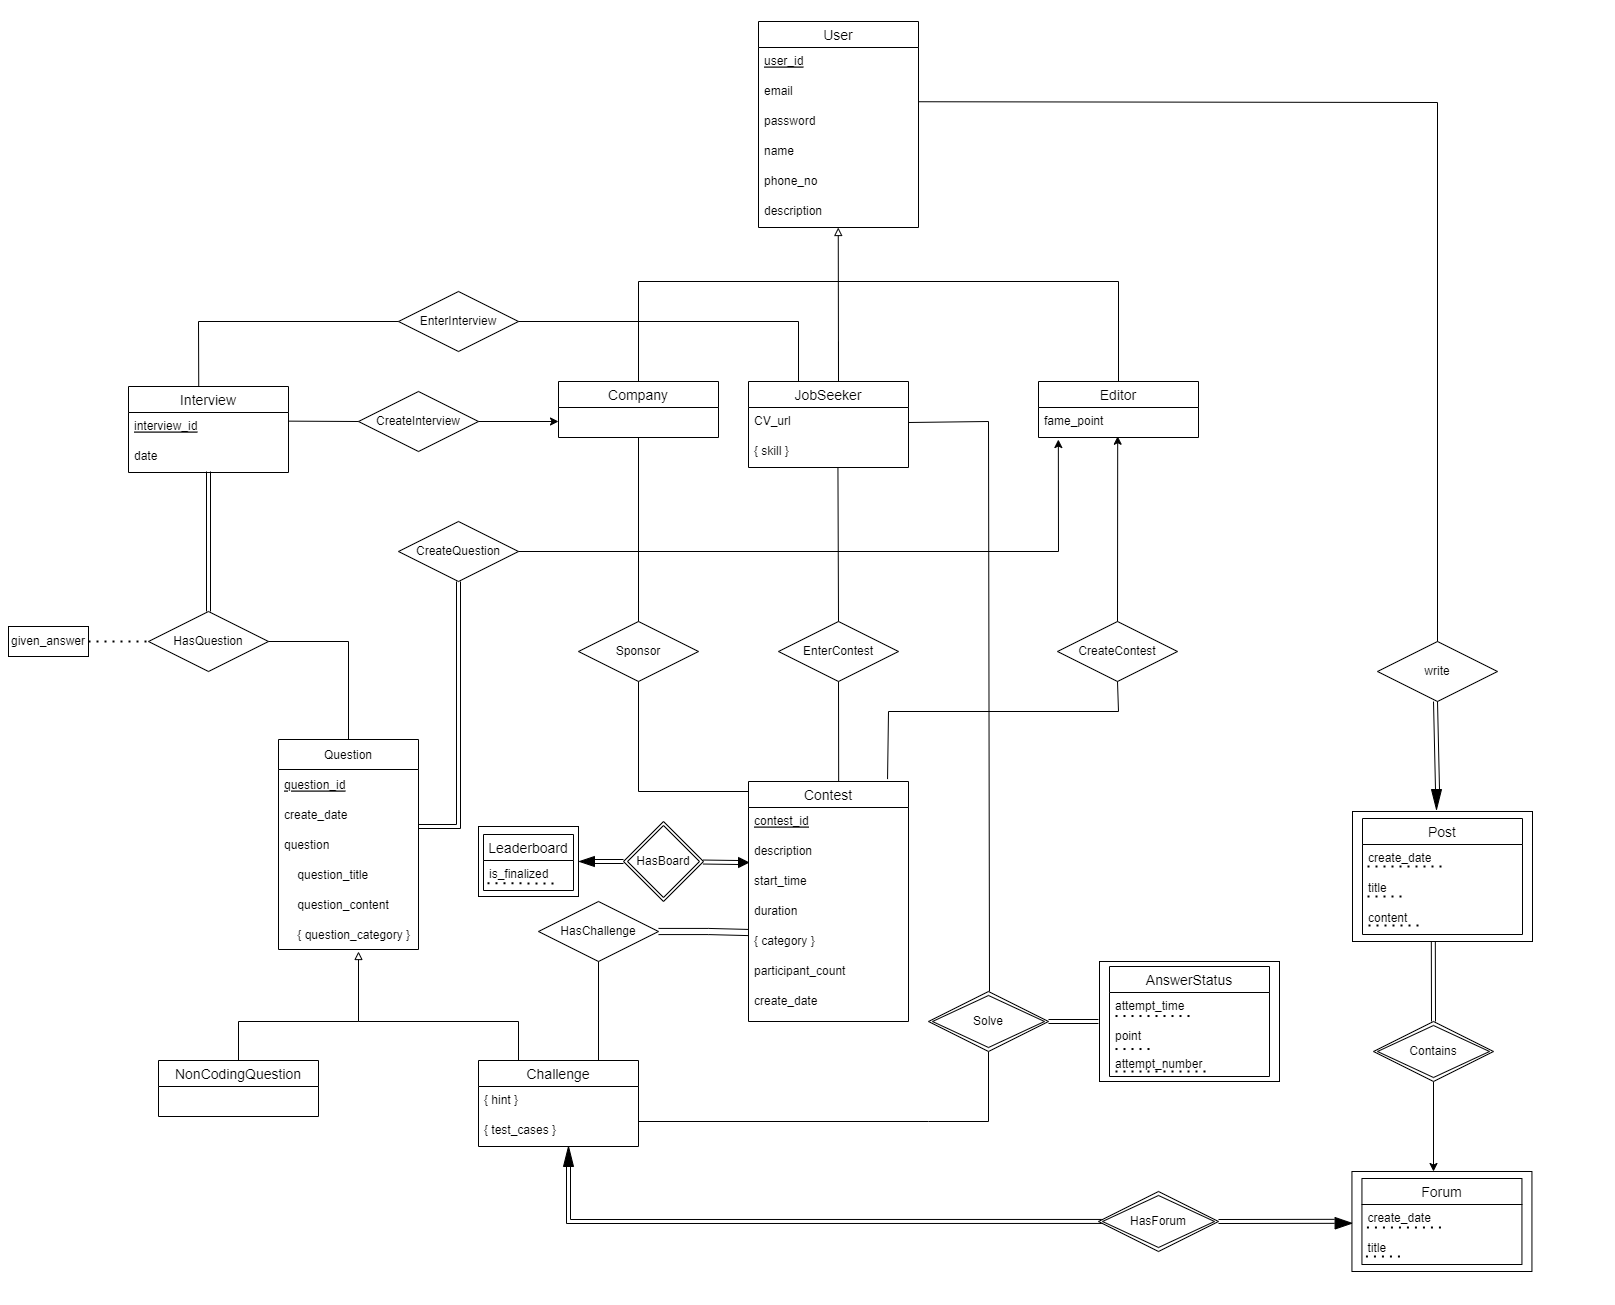 User
user_id
email
password
name
phone_no
description
EnterInterview
Interview
interview_id
date
CreateInterview
Company
JobSeeker
CV_url
{ skill }
Editor
fame_point
CreateQuestion
given_answer
HasQuestion
Sponsor
EnterContest
CreateContest
write
Question
question_id
create_date
question
question_title
question_content
{ question_category }
Leaderboard
is_finalized
HasBoard
Contest
contest_id
description
start_time
duration
{ category }
participant_count
create_date
HasChallenge
Post
create_date
title
content
Solve
AnswerStatus
attempt_time
point
attempt_number
Contains
NonCodingQuestion
Challenge
{ hint }
{ test_cases }
HasForum
Forum
create_date
title